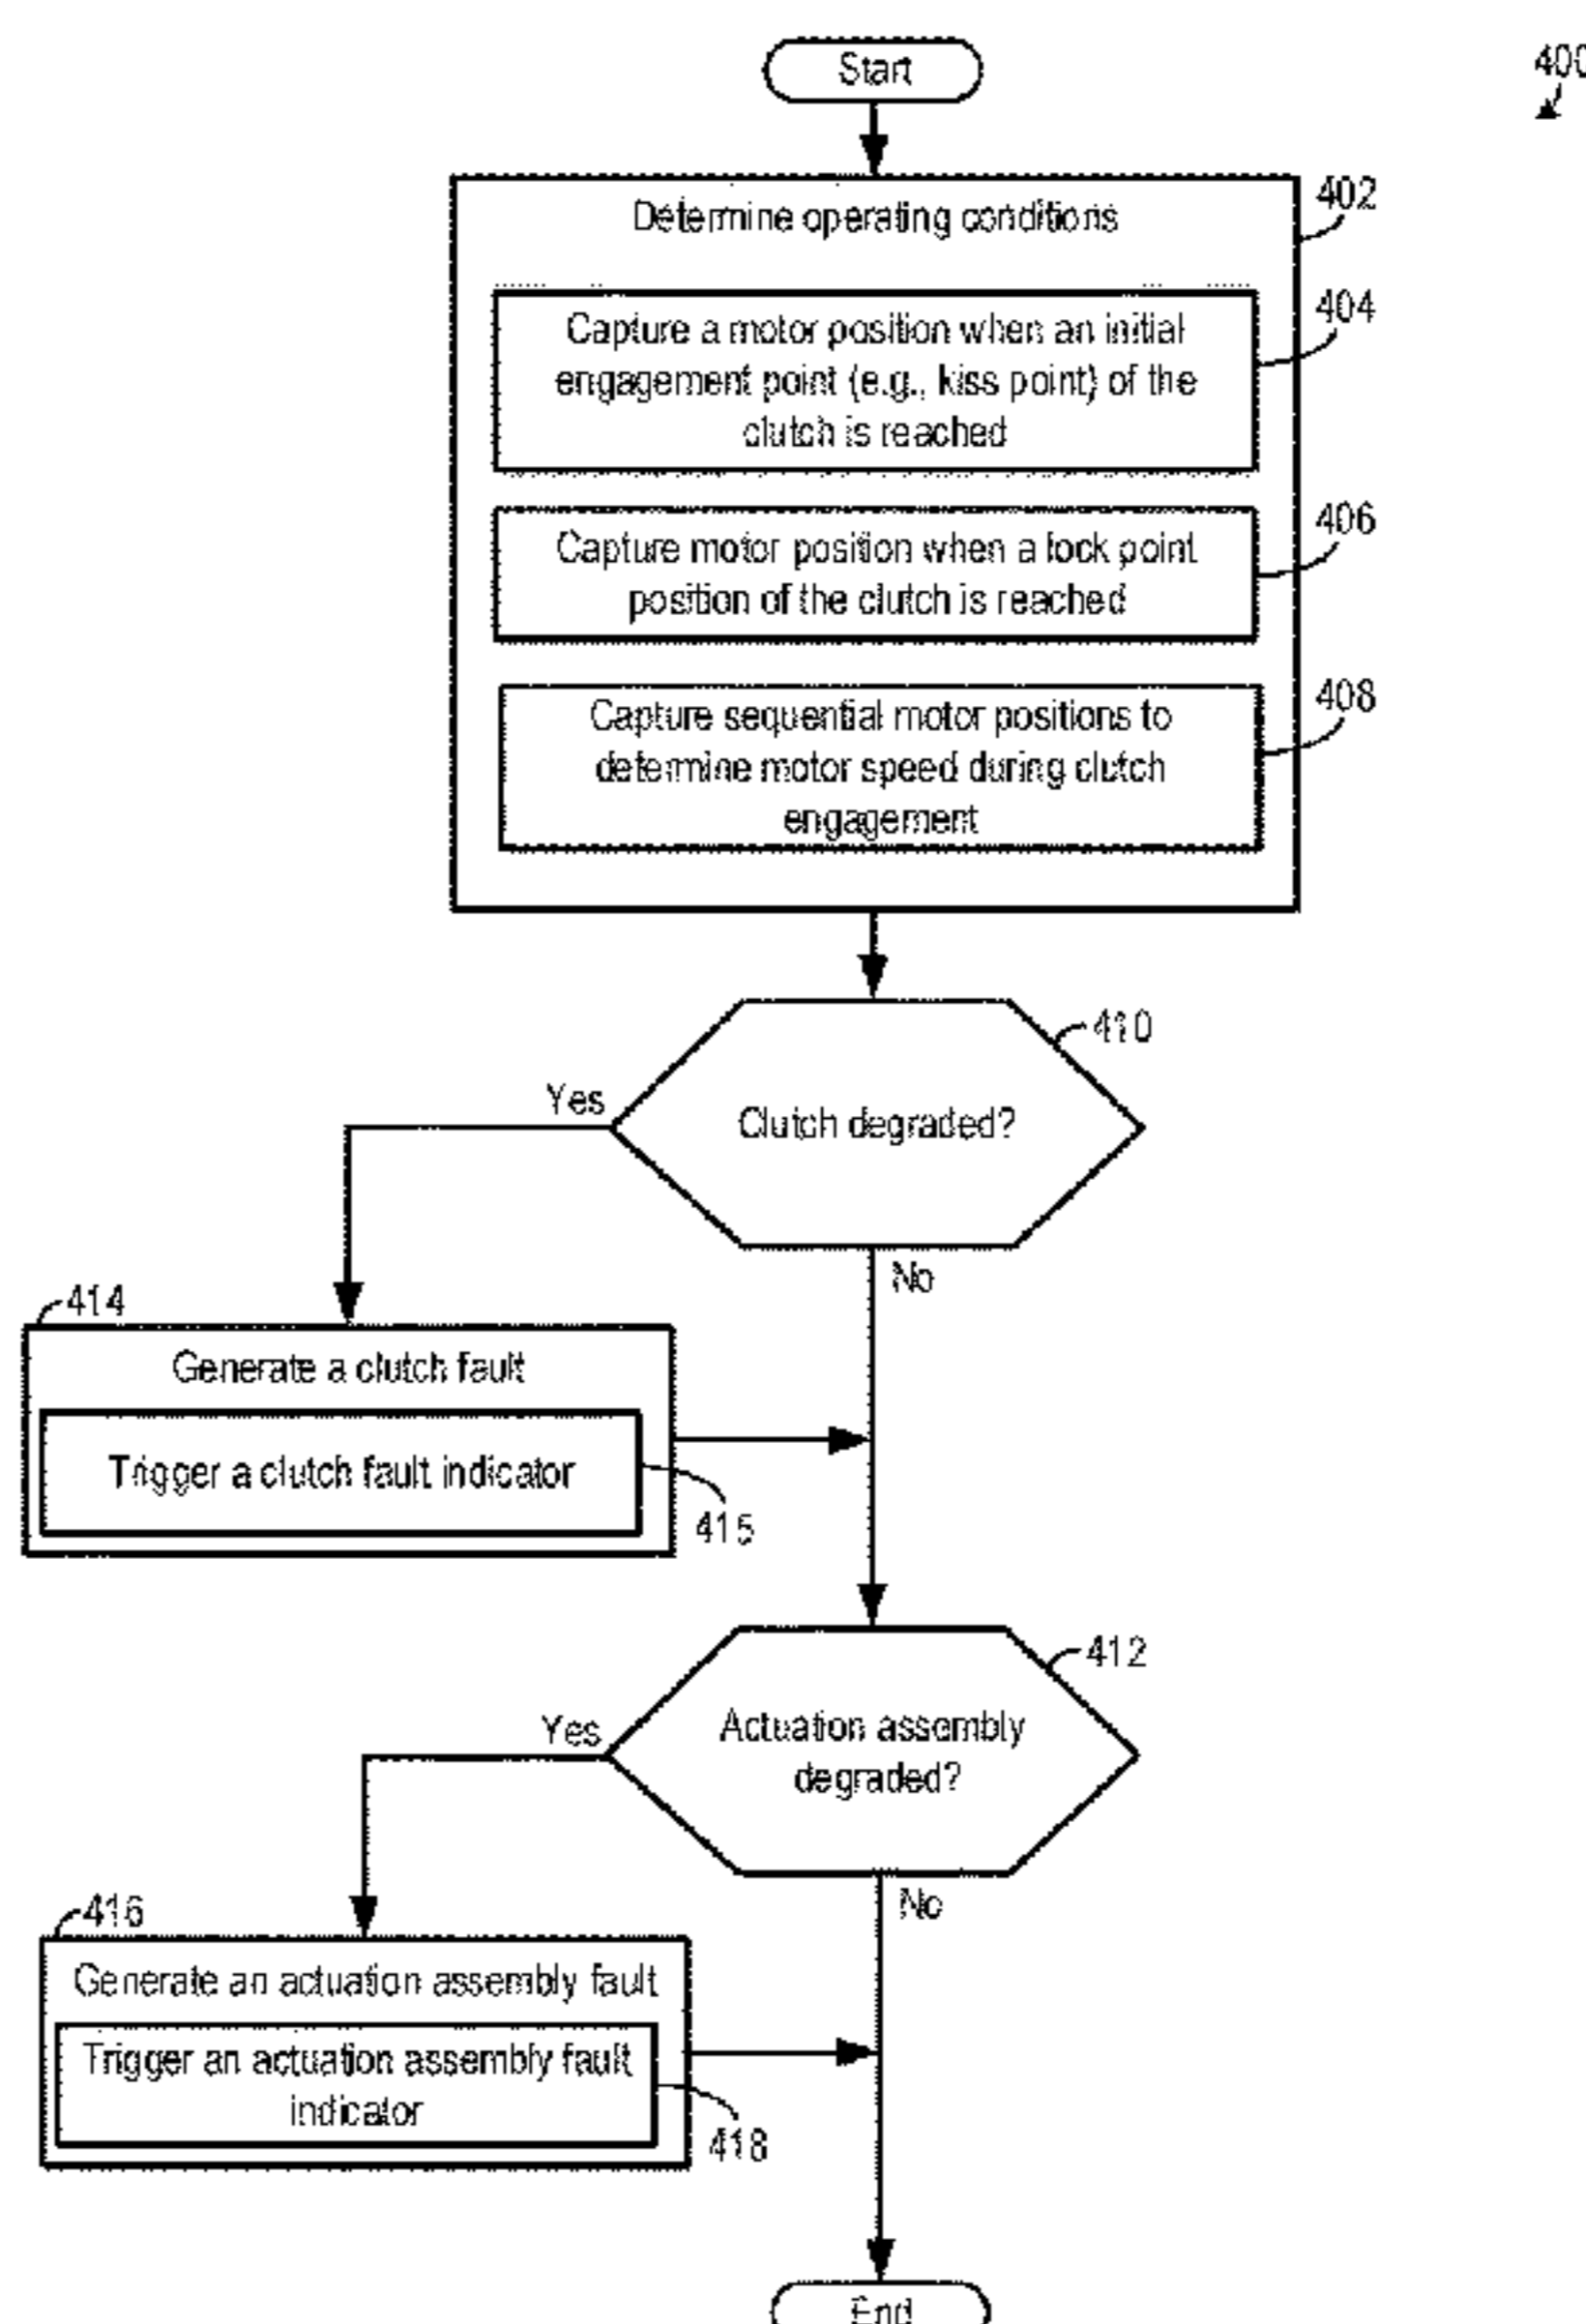 Start
400
Determine operating conditions
402
Capture a motor position when an initial
engagement point (e.g., kiss point) of the
clutch is reached
404
Capture motor position when a lock point
position of the clutch is reached
406
Capture sequential motor positions to
determine motor speed during clutch
engagement
408
410
Clutch degraded?
Yes
No
414
Generate a clutch fault
Trigger a clutch fault indicator
415
412
Actuation assembly
degraded?
Yes
No
416
Generate an actuation assembly fault
Trigger an actuation assembly fault
indicator
418
End